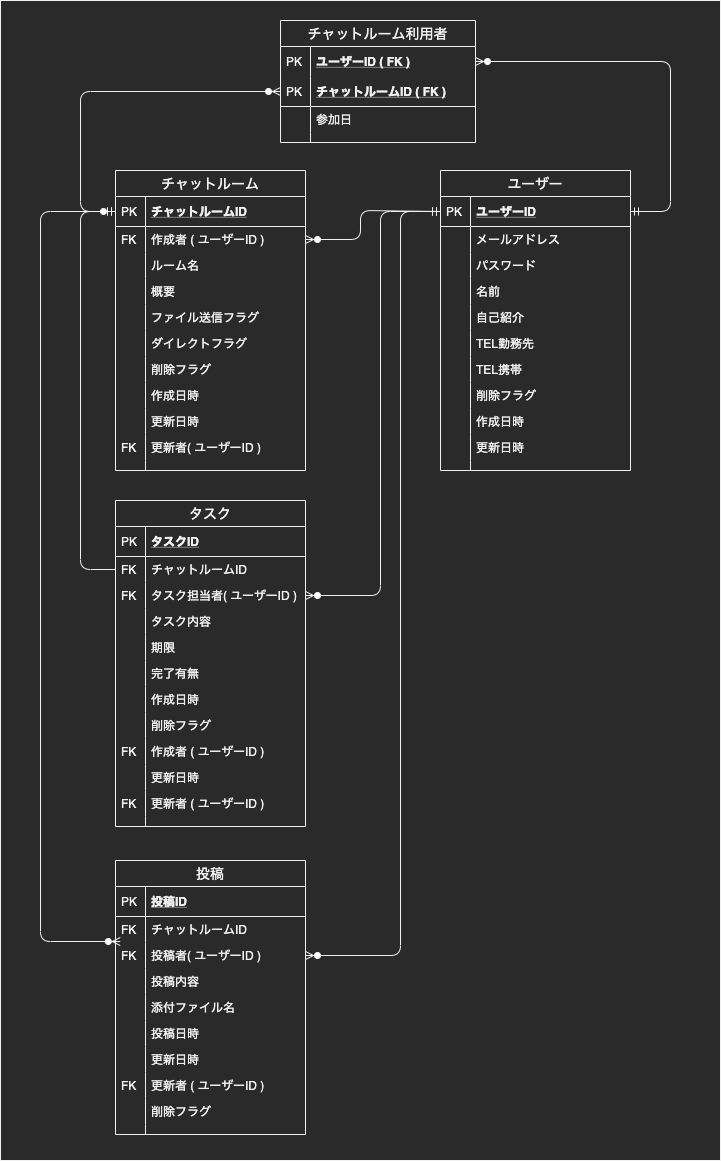 チャットルーム利用者
PK ユーザーID ( FK )
PK チャットルームID ( FK )
参加日
チャットルーム
PK チャットルームID
FK 作成者 ( ユーザーID )
ルーム名
概要
ファイル送信フラグ
ダイレクトフラグ
削除フラグ
作成日時
更新日時
FK 更新者( ユーザーID )
ユーザー
PK ユーザーID
メールアドレス
パスワード
名前
自己紹介
TEL勤務先
TEL携帯
削除フラグ
作成日時
更新日時
タスク
PK タスクID
FK チャットルームID
FK タスク担当者( ユーザーID )
タスク内容
期限
完了有無
作成日時
削除フラグ
FK 作成者 ( ユーザーID )
更新日時
FK 更新者 ( ユーザーID )
投稿
PK 投稿ID
FK チャットルームID
FK 投稿者( ユーザーID )
投稿内容
添付ファイル名
投稿日時
更新日時
FK 更新者 ( ユーザーID )
削除フラグ